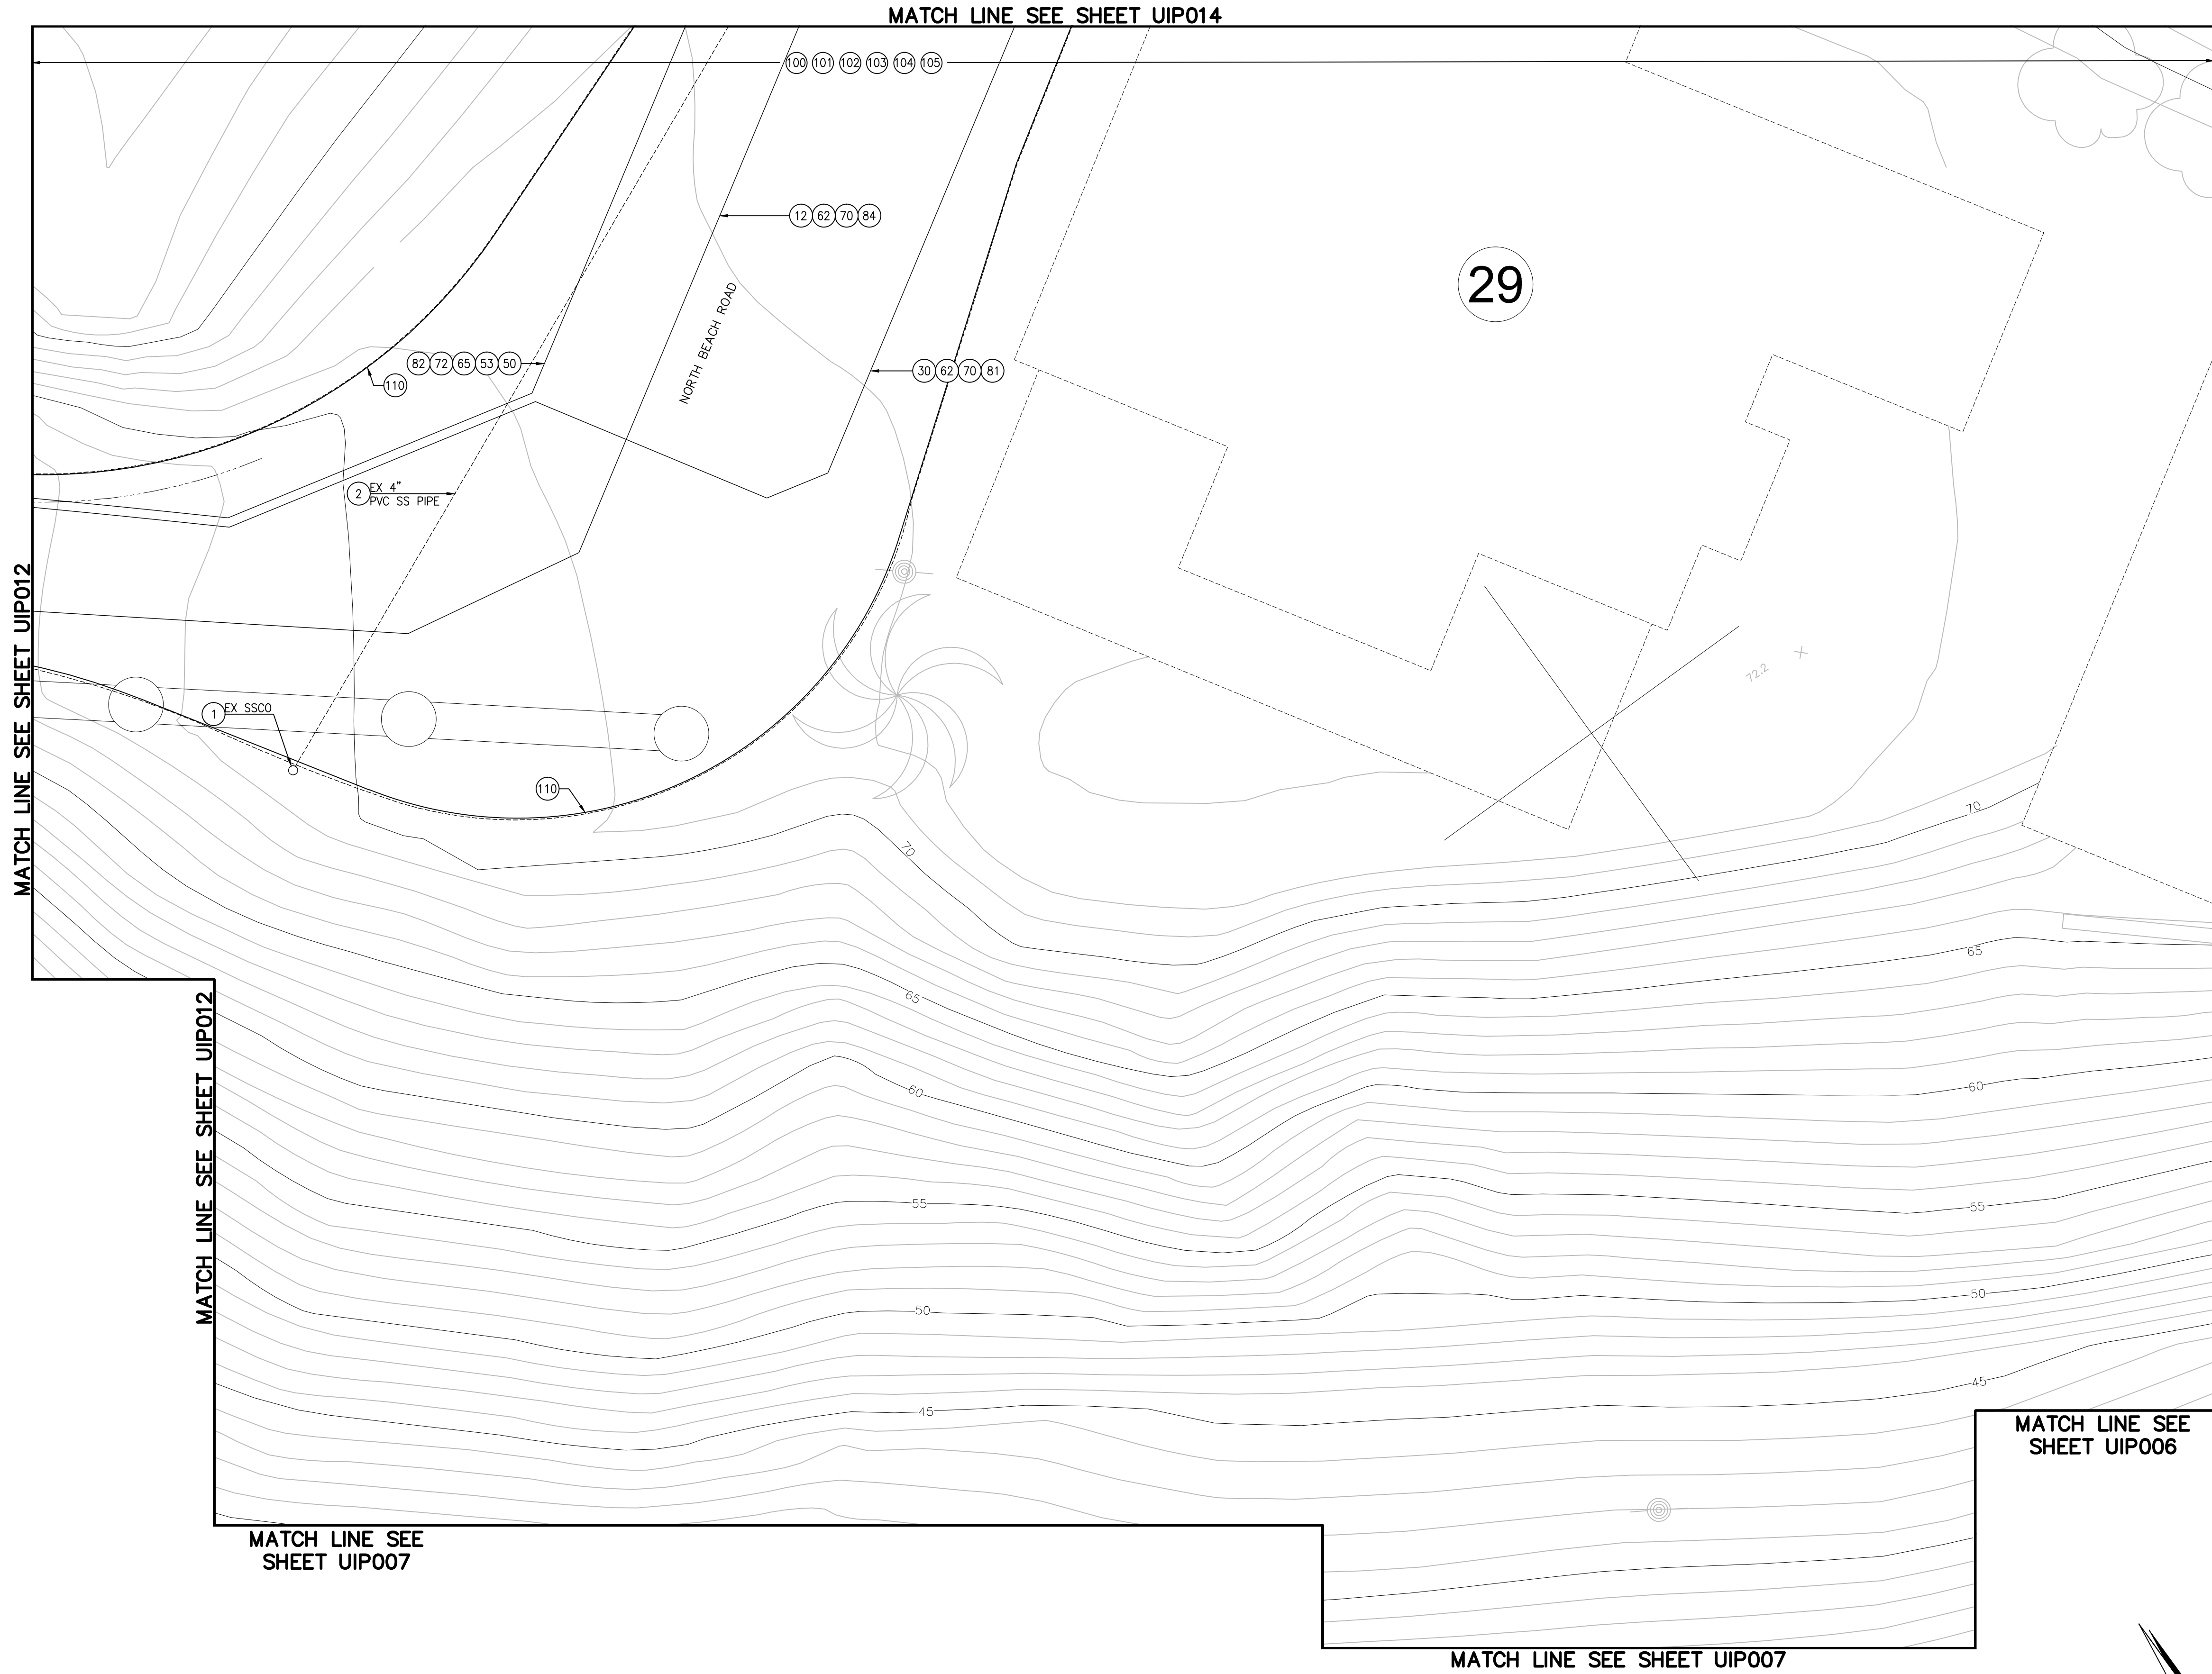 MATCH LINE SEE SHEET UIP014
100 101 102 103 104 105
12 62 70 84
29
NORTH BEACH ROAD
82 72 65 53 50
30 62 70 81
110
2 EX 4"
PVC SS PIPE
MATCH LINE SEE SHEET UIP012
72.2
1 EX SSCO
110
70
70
65
65
MATCH LINE SEE SHEET UIP012
60
60
55
55
50
50
45
45
MATCH LINE SEE
SHEET UIP006
MATCH LINE SEE
SHEET UIP007
MATCH LINE SEE SHEET UIP007